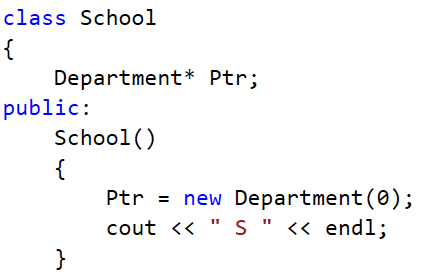 class School
{
    Department* Ptr;
public:
    School()
    {
        Ptr = new Department(0);
        cout << " S " << endl;
    }